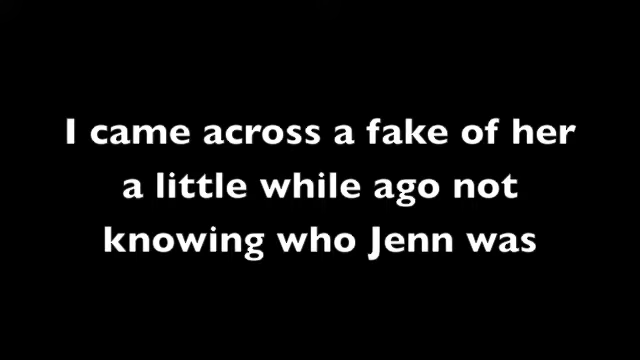 I came across a fake of her
a little while ago not
knowing who Jenn was